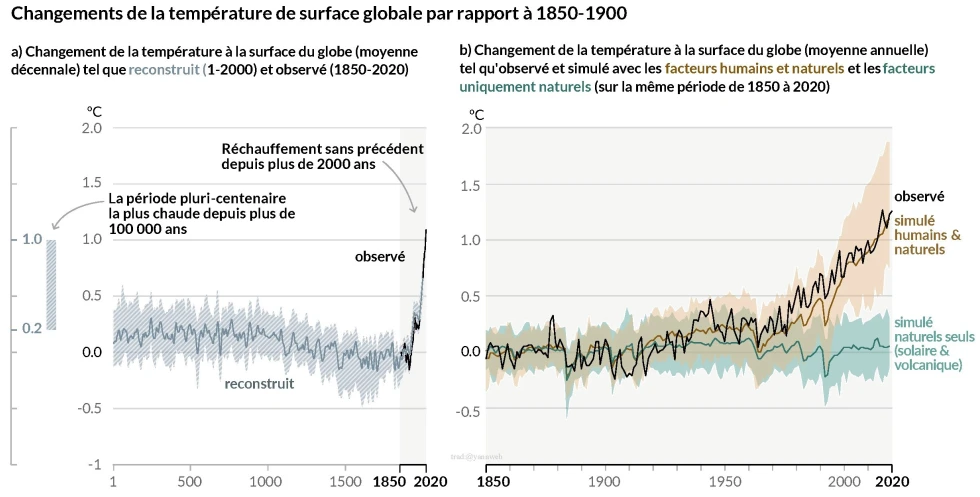 Changements de la température de surface globale par rapport à 1850-1900
a) Changement de la température à la surface du globe (moyenne
décennale) tel que reconstruit (1-2000) et observé (1850-2020)
°C
2.0
1.5
1.0
0.5
0.0
-0.5
-1
1.0
0.2
Réchauffement sans précédent
depuis plus de 2000 ans
La période pluri-centenaire
la plus chaude depuis plus de
100 000 ans
observé
reconstruit
1 500 1000 1500 1850 2020
b) Changement de la température à la surface du globe (moyenne annuelle)
tel qu'observé et simulé avec les facteurs humains et naturels et les facteurs
uniquement naturels (sur la même période de 1850 à 2020)
°C
2.0
1.5
1.0
0.5
0.0
-0.5
observé
simulé
humains &
naturels
simulé
naturels seuls
(solaire &
volcanique)
1850 1900 1950 2000 2020